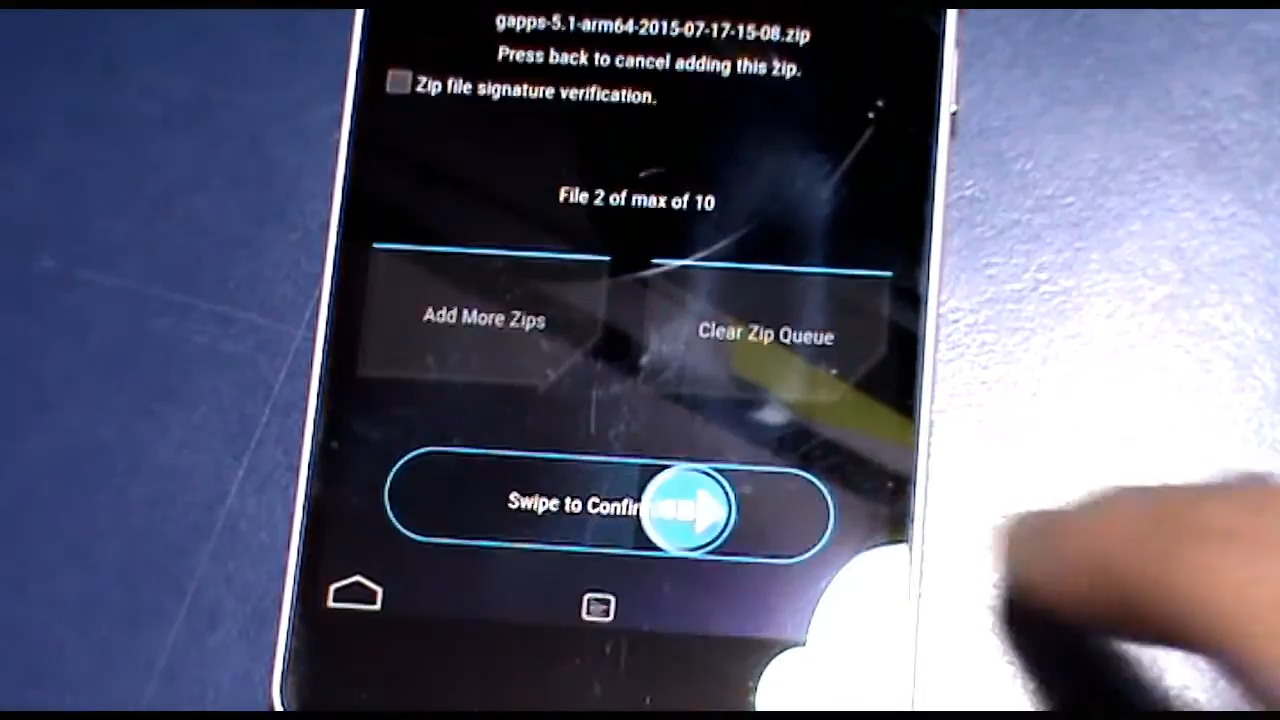 gapps-5.1-arm64-2015-07-17-15-08.zip
Press back to cancel adding this zip.
Zip file signature verification.
File 2 of max of 10
Add More Zips
Clear Zip Queue
Swipe to Confir